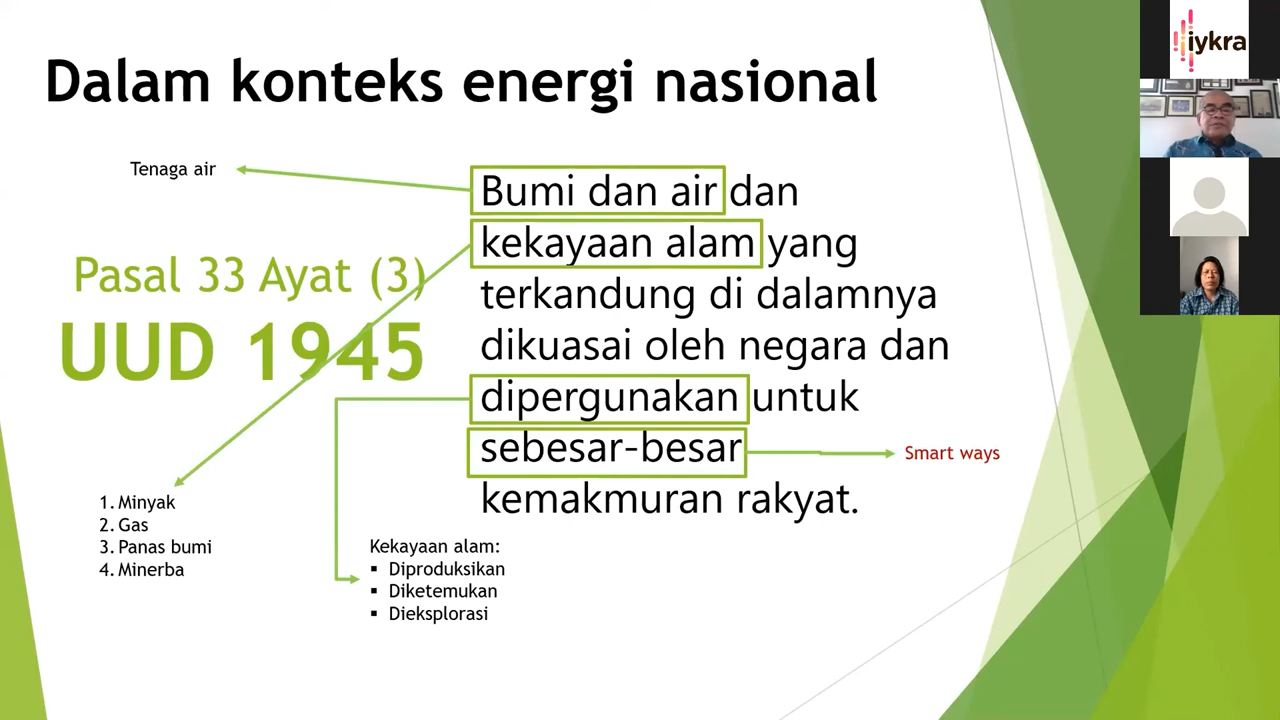 Dalam konteks energi nasional
Tenaga air
Pasal 33 Ayat (3)
UUD 1945
Bumi dan air dan
kekayaan alam yang
terkandung di dalamnya
dikuasai oleh negara dan
dipergunakan untuk
sebesar-besar
kemakmuran rakyat.
Smart ways
1. Minyak
2. Gas
3. Panas bumi
4. Minerba
Kekayaan alam:
▪ Diproduksikan
▪ Diketemukan
▪ Dieksplorasi
iykra